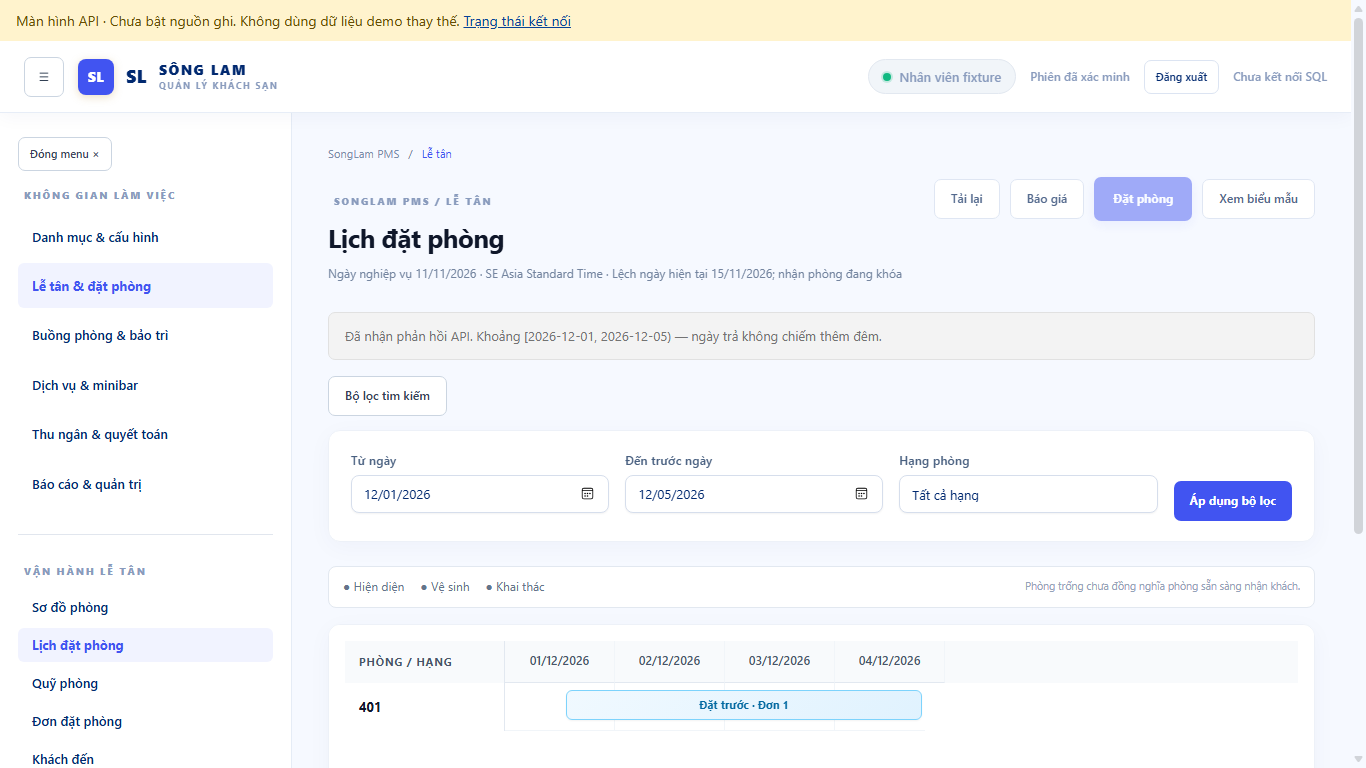 Màn hình API · Chưa bật nguồn ghi. Không dùng dữ liệu demo thay thế. Trạng thái kết nối
☰ SL SL SÔNG LAM
QUẢN LÝ KHÁCH SẠN
Nhân viên fixture Phiên đã xác minh Đăng xuất Chưa kết nối SQL
Đóng menu ×
KHÔNG GIAN LÀM VIỆC
Danh mục & cấu hình
Lễ tân & đặt phòng
Buồng phòng & bảo trì
Dịch vụ & minibar
Thu ngân & quyết toán
Báo cáo & quản trị
VẬN HÀNH LỄ TÂN
Sơ đồ phòng
Lịch đặt phòng
Quỹ phòng
Đơn đặt phòng
Khách đến
SongLam PMS / Lễ tân
SONGLAM PMS / LỄ TÂN
Tải lại Báo giá Đặt phòng Xem biểu mẫu
Lịch đặt phòng
Ngày nghiệp vụ 11/11/2026 · SE Asia Standard Time · Lệch ngày hiện tại 15/11/2026; nhận phòng đang khóa
Đã nhận phản hồi API. Khoảng [2026-12-01, 2026-12-05) — ngày trả không chiếm thêm đêm.
Bộ lọc tìm kiếm
Từ ngày Đến trước ngày Hạng phòng
12/01/2026 12/05/2026 Tất cả hạng Áp dụng bộ lọc
● Hiện diện ● Vệ sinh ● Khai thác Phòng trống chưa đồng nghĩa phòng sẵn sàng nhận khách.
PHÒNG / HẠNG 01/12/2026 02/12/2026 03/12/2026 04/12/2026
401 Đặt trước · Đơn 1